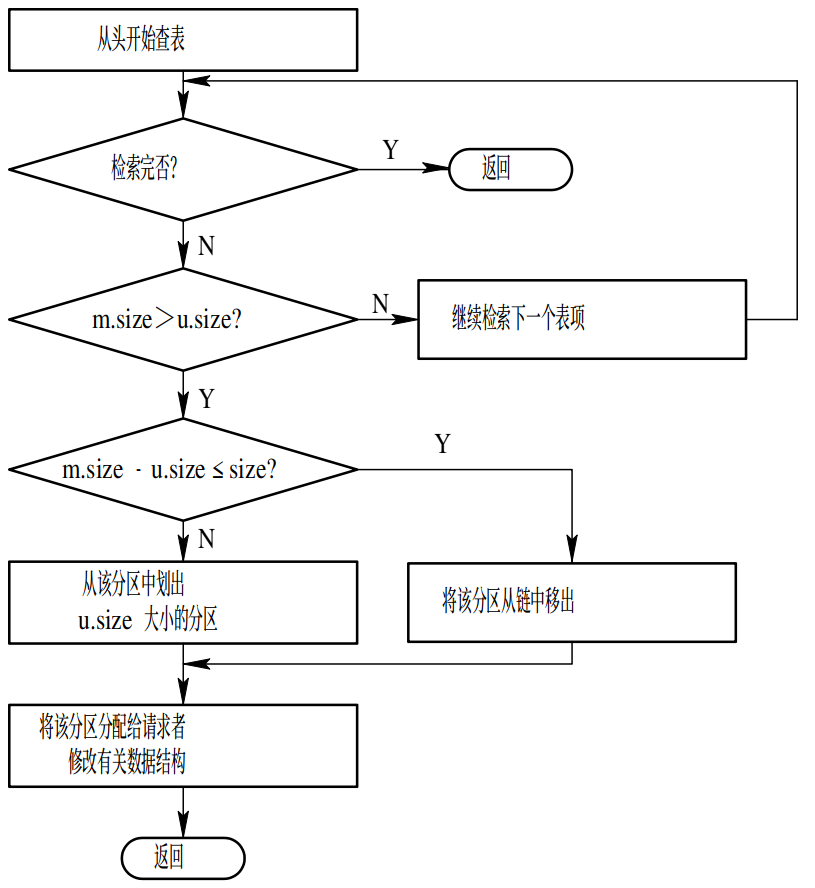 从头开始查表
检索完否?
Y
返回
N
m.size＞u.size?
N
继续检索下一个表项
Y
m.size - u.size ≤ size?
Y
N
从该分区中划出
u.size 大小的分区
将该分区从链中移出
将该分区分配给请求者
修改有关数据结构
返回